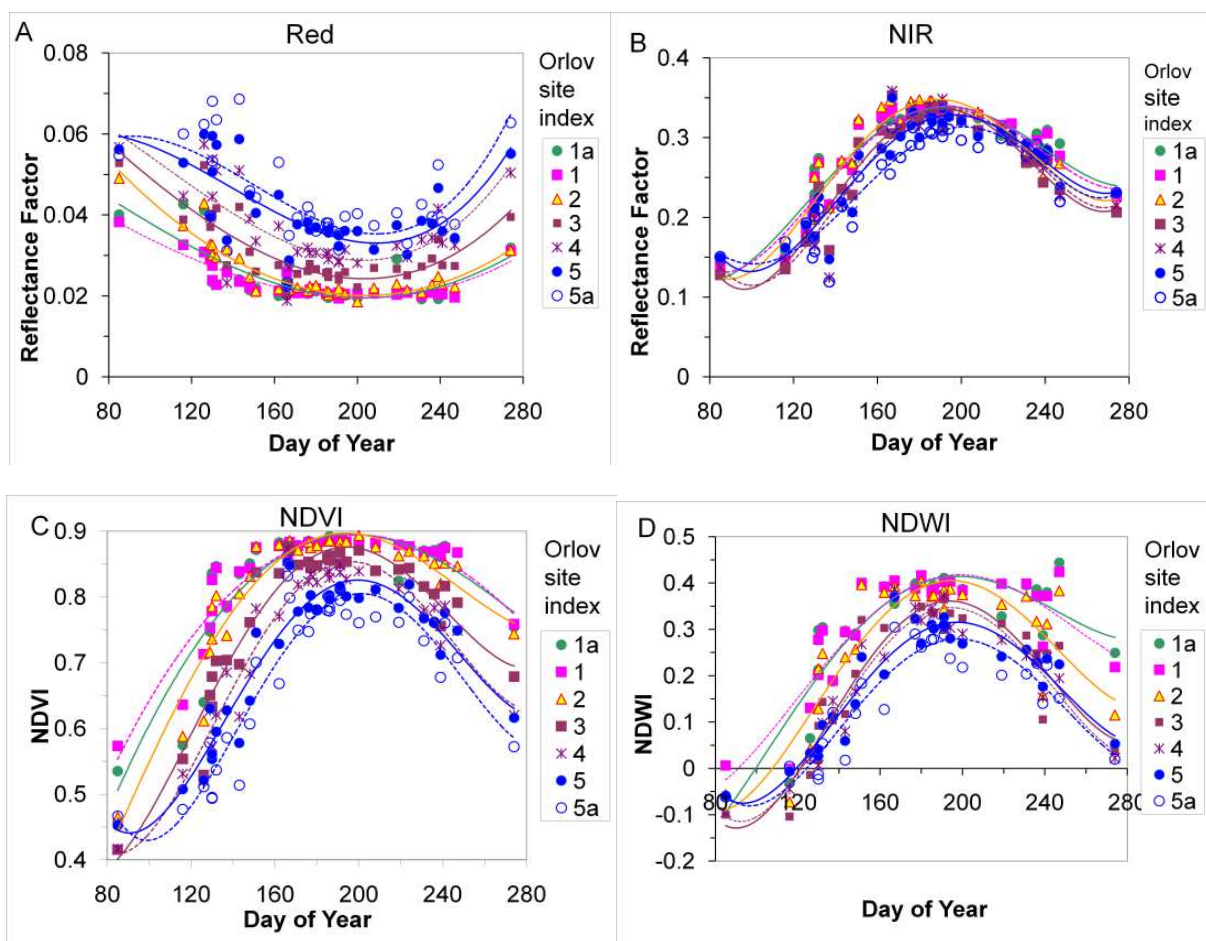 A
Red
0.08
0.06
0.04
0.02
0
80 120 160 200 240 280
Reflectance Factor
Day of Year
Orlov
site
index
1a
1
2
3
4
5
5a
B
NIR
0.4
0.3
0.2
0.1
0
80 120 160 200 240 280
Reflectance Factor
Day of Year
Orlov
site
index
1a
1
2
3
4
5
5a
C
NDVI
0.9
0.8
0.7
0.6
0.5
0.4
80 120 160 200 240 280
NDVI
Day of Year
Orlov
site
index
1a
1
2
3
4
5
5a
D
NDWI
0.5
0.4
0.3
0.2
0.1
0
-0.1
-0.2
80 120 160 200 240 280
NDWI
Day of Year
Orlov
site
index
1a
1
2
3
4
5
5a